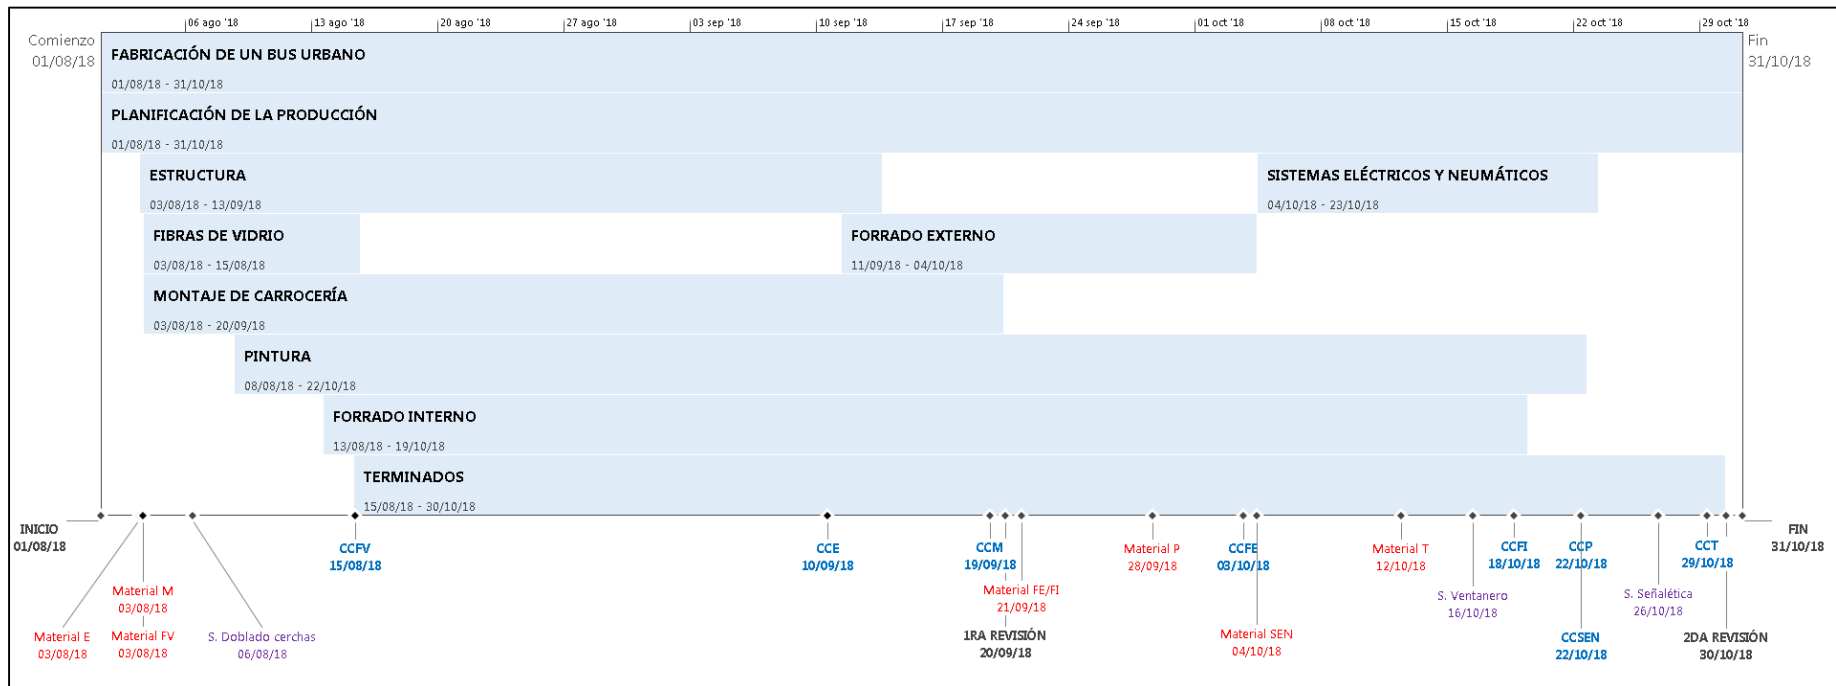 06 ago '18
13 ago '18
20 ago '18
27 ago '18
03 sep '18
10 sep '18
17 sep '18
24 sep '18
01 oct '18
08 oct '18
15 oct '18
22 oct '18
29 oct '18
Comienzo
01/08/18
Fin
31/10/18
FABRICACIÓN DE UN BUS URBANO
01/08/18 - 31/10/18
PLANIFICACIÓN DE LA PRODUCCIÓN
01/08/18 - 31/10/18
ESTRUCTURA
03/08/18 - 13/09/18
SISTEMAS ELÉCTRICOS Y NEUMÁTICOS
04/10/18 - 23/10/18
FIBRAS DE VIDRIO
03/08/18 - 15/08/18
FORRADO EXTERNO
11/09/18 - 04/10/18
MONTAJE DE CARROCERÍA
03/08/18 - 20/09/18
PINTURA
08/08/18 - 22/10/18
FORRADO INTERNO
13/08/18 - 19/10/18
TERMINADOS
15/08/18 - 30/10/18
INICIO
01/08/18
FIN
31/10/18
CCFV
15/08/18
CCE
10/09/18
CCM
19/09/18
Material P
28/09/18
CCFE
03/10/18
Material T
12/10/18
CCFI
18/10/18
CCP
22/10/18
CCT
29/10/18
Material M
03/08/18
Material FE/FI
21/09/18
S. Ventanero
16/10/18
S. Señalética
26/10/18
Material E
03/08/18
Material FV
03/08/18
S. Doblado cerchas
06/08/18
1RA REVISIÓN
20/09/18
Material SEN
04/10/18
CCSEN
22/10/18
2DA REVISIÓN
30/10/18